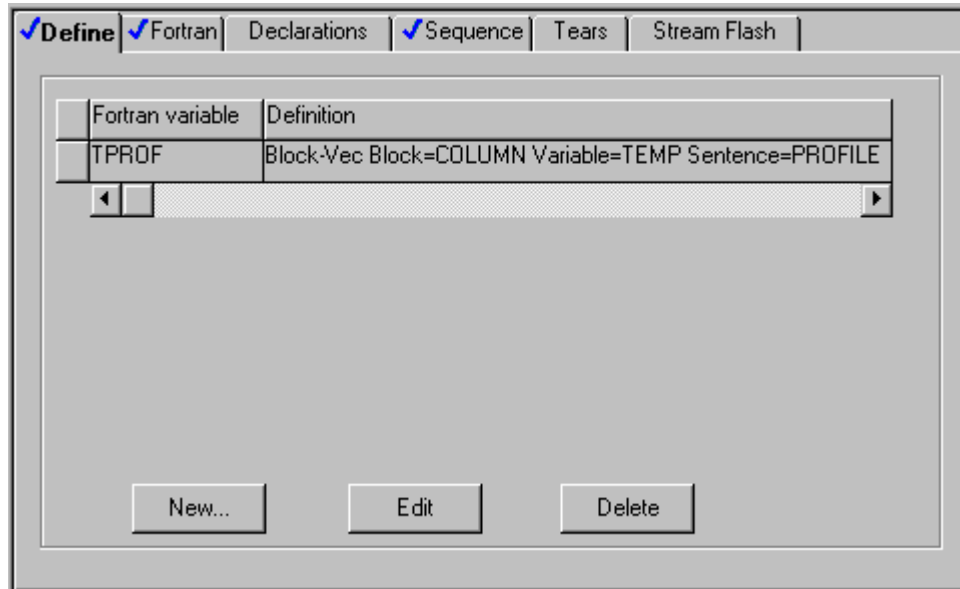 Define Fortran Declarations Sequence Tears Stream Flash
Fortran variable Definition
TPROF Block-Vec Block=COLUMN Variable=TEMP Sentence=PROFILE
New... Edit Delete